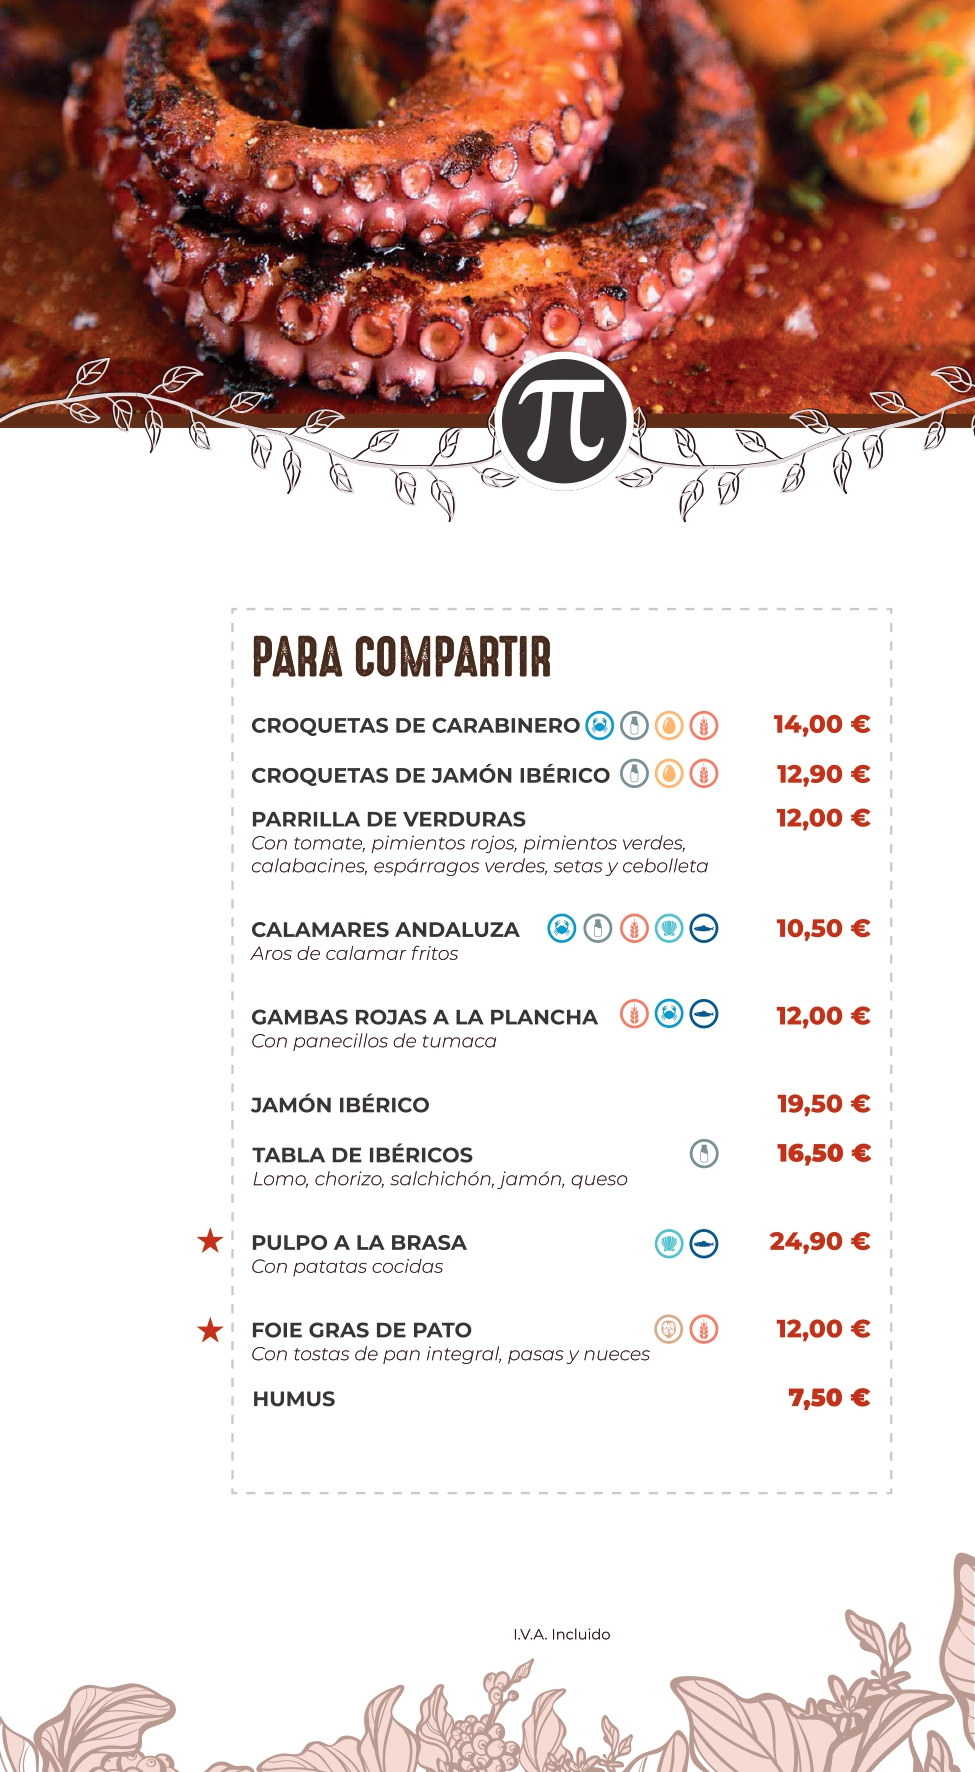 π
PARA COMPARTIR
CROQUETAS DE CARABINERO 14,00 €
CROQUETAS DE JAMÓN IBÉRICO 12,90 €
PARRILLA DE VERDURAS 12,00 €
Con tomate, pimientos rojos, pimientos verdes,
calabacines, espárragos verdes, setas y cebolleta
CALAMARES ANDALUZA 10,50 €
Aros de calamar fritos
GAMBAS ROJAS A LA PLANCHA 12,00 €
Con panecillos de tumaca
JAMÓN IBÉRICO 19,50 €
TABLA DE IBÉRICOS 16,50 €
Lomo, chorizo, salchichón, jamón, queso
PULPO A LA BRASA 24,90 €
Con patatas cocidas
FOIE GRAS DE PATO 12,00 €
Con tostas de pan integral, pasas y nueces
HUMUS 7,50 €
I.V.A. Incluido